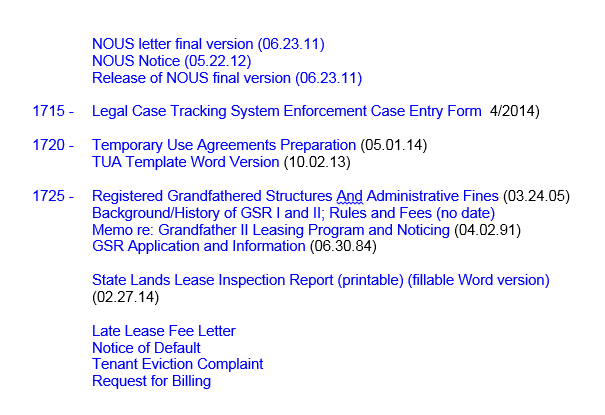 NOUS letter final version (06.23.11)
NOUS Notice (05.22.12)
Release of NOUS final version (06.23.11)
1715 - Legal Case Tracking System Enforcement Case Entry Form 4/2014)
1720 - Temporary Use Agreements Preparation (05.01.14)
TUA Template Word Version (10.02.13)
1725 - Registered Grandfathered Structures And Administrative Fines (03.24.05)
Background/History of GSR I and II; Rules and Fees (no date)
Memo re: Grandfather II Leasing Program and Noticing (04.02.91)
GSR Application and Information (06.30.84)
State Lands Lease Inspection Report (printable) (fillable Word version)
(02.27.14)
Late Lease Fee Letter
Notice of Default
Tenant Eviction Complaint
Request for Billing